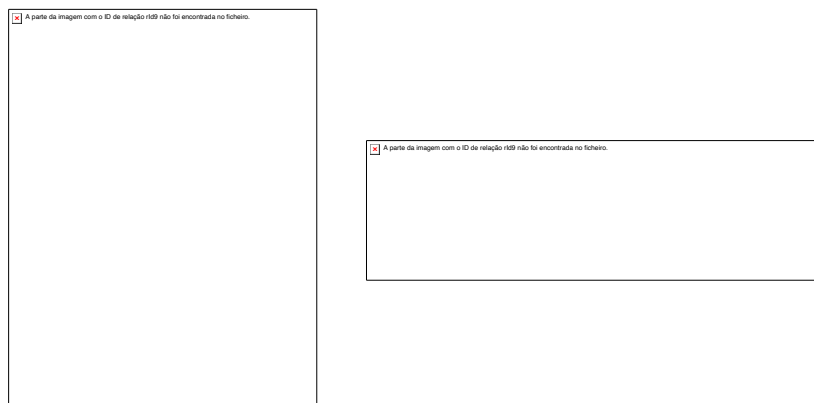 A parte da imagem com o ID de relação rId9 não foi encontrada no ficheiro.
A parte da imagem com o ID de relação rId9 não foi encontrada no ficheiro.